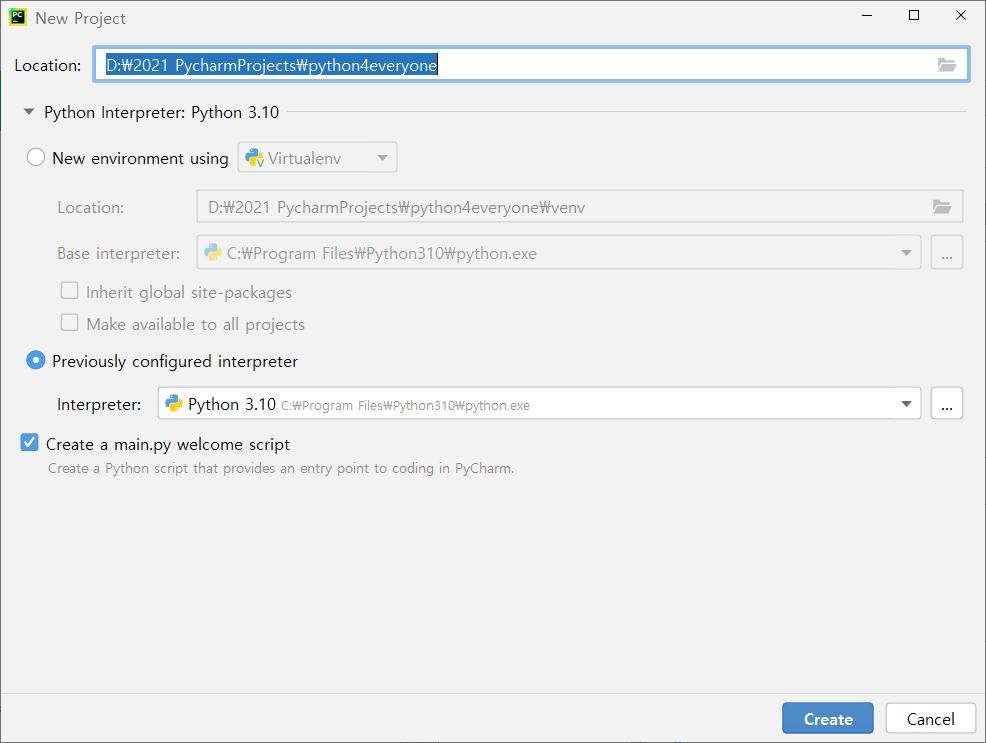 New Project
Location: D:₩2021 PycharmProjects₩python4everyone
Python Interpreter: Python 3.10
New environment using Virtualenv
Location: D:₩2021 PycharmProjects₩python4everyone₩venv
Base interpreter: C:₩Program Files₩Python310₩python.exe ...
Inherit global site-packages
Make available to all projects
Previously configured interpreter
Interpreter: Python 3.10 C:₩Program Files₩Python310₩python.exe ...
Create a main.py welcome script
Create a Python script that provides an entry point to coding in PyCharm.
Create Cancel